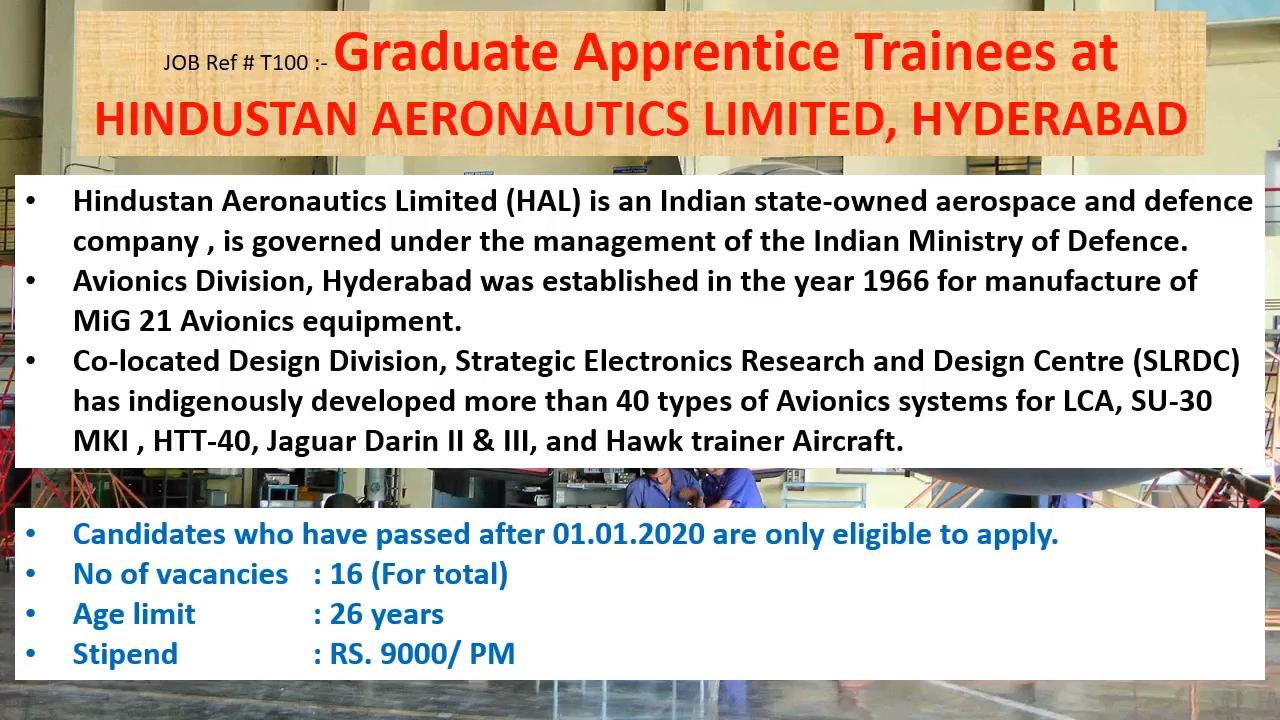 JOB Ref # T100 :- Graduate Apprentice Trainees at
HINDUSTAN AERONAUTICS LIMITED, HYDERABAD
• Hindustan Aeronautics Limited (HAL) is an Indian state-owned aerospace and defence
company , is governed under the management of the Indian Ministry of Defence.
• Avionics Division, Hyderabad was established in the year 1966 for manufacture of
MiG 21 Avionics equipment.
• Co-located Design Division, Strategic Electronics Research and Design Centre (SLRDC)
has indigenously developed more than 40 types of Avionics systems for LCA, SU-30
MKI , HTT-40, Jaguar Darin II & III, and Hawk trainer Aircraft.
• Candidates who have passed after 01.01.2020 are only eligible to apply.
• No of vacancies : 16 (For total)
• Age limit : 26 years
• Stipend : RS. 9000/ PM